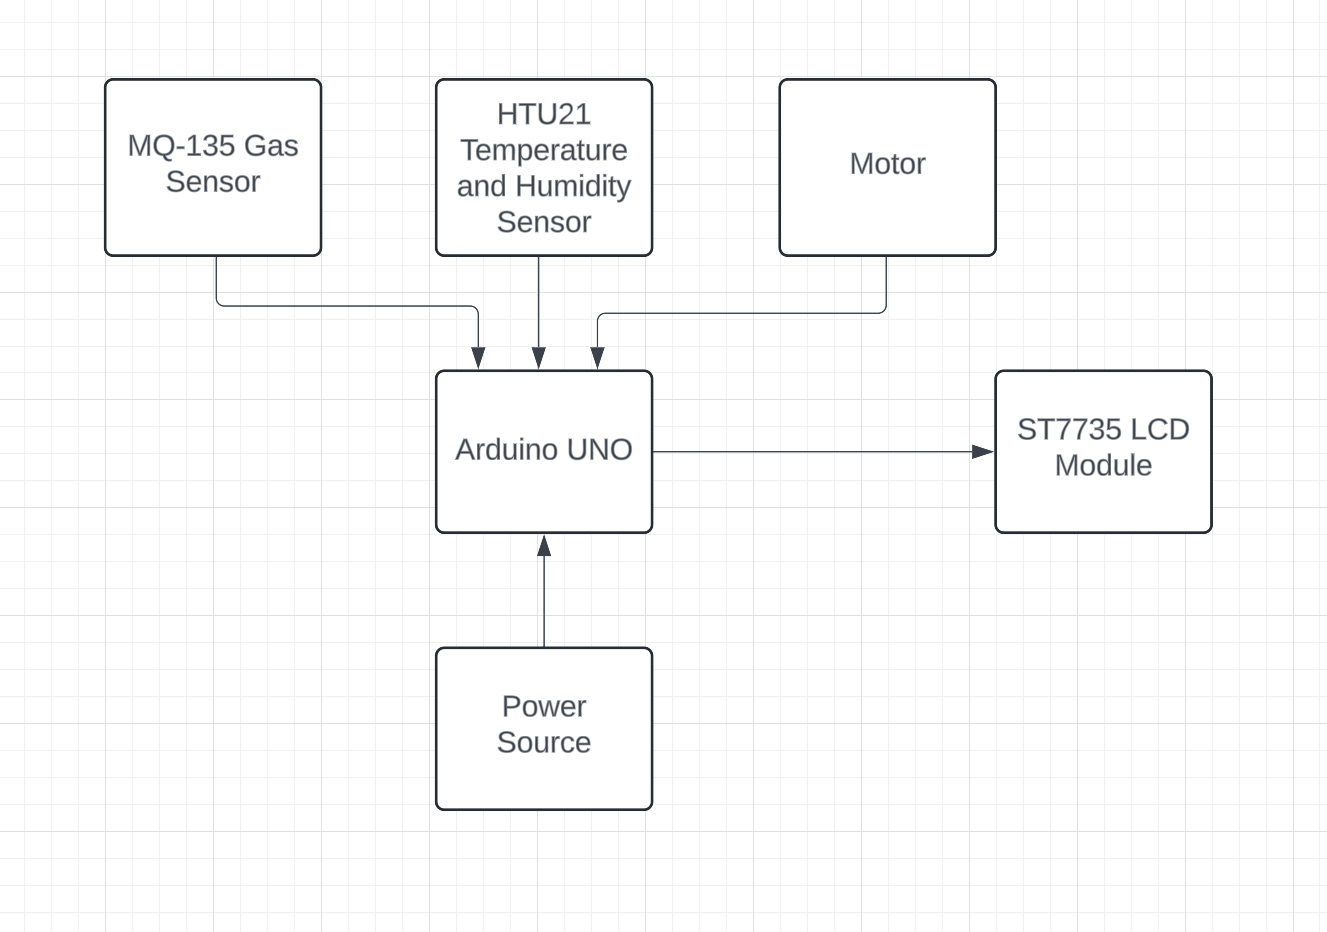 MQ-135 Gas
Sensor
HTU21
Temperature
and Humidity
Sensor
Motor
Arduino UNO
ST7735 LCD
Module
Power
Source